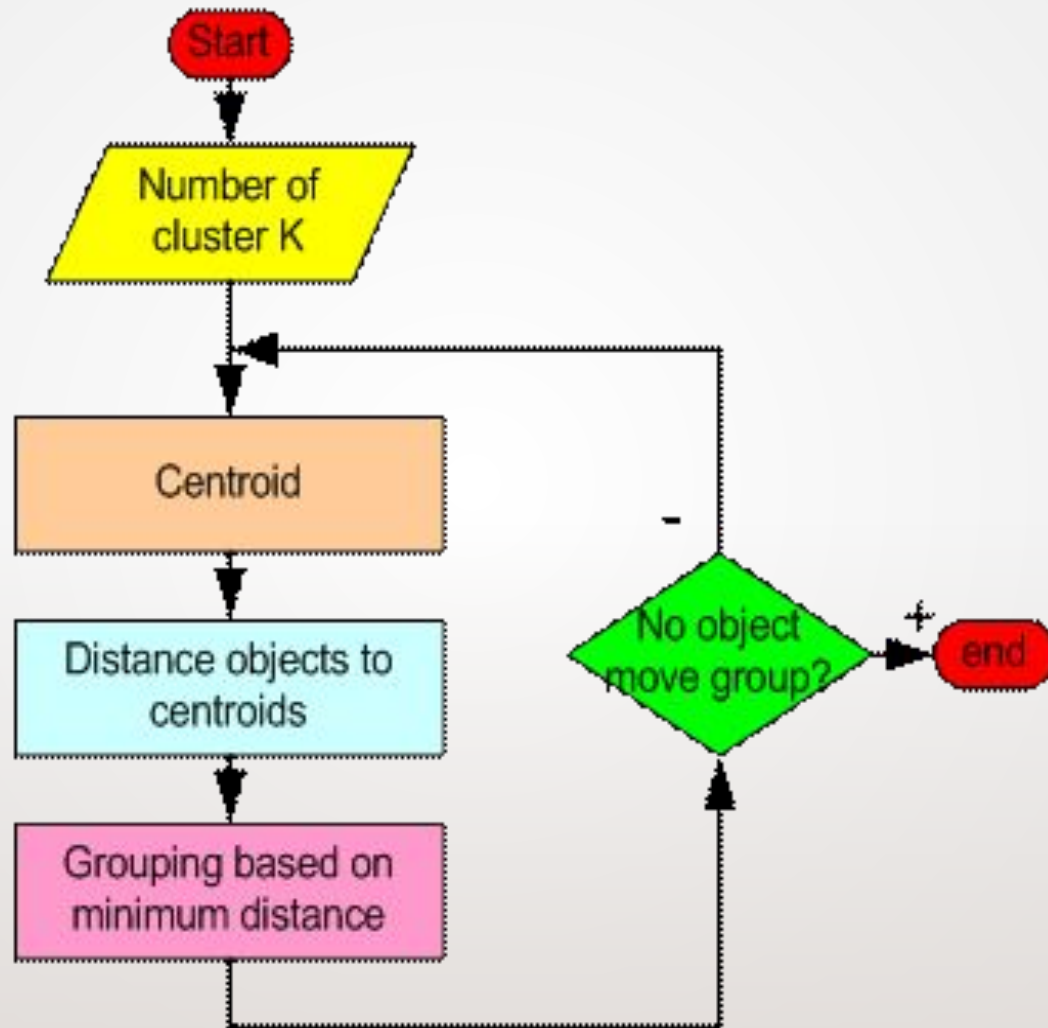 Start
Number of
cluster K
Centroid
Distance objects to
centroids
Grouping based on
minimum distance
-
No object
move group?
+
end